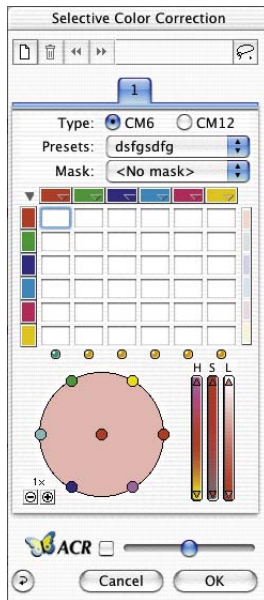 Selective Color Correction
1
Type: CM6 CM12
Presets: dsfgsdfg
Mask: <No mask>
H S L
1x
ACR
Cancel OK